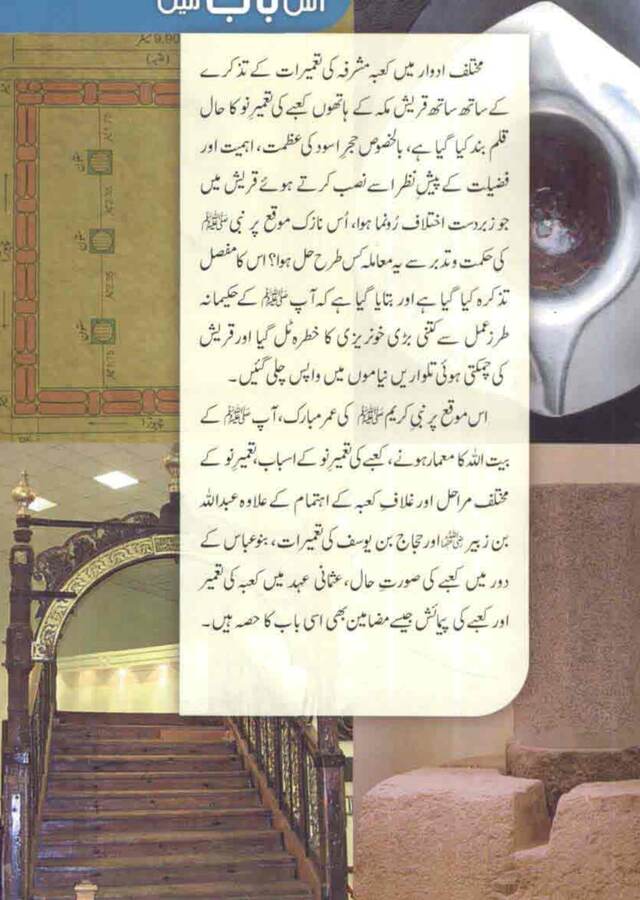 اس باب میں
مختلف ادوار میں کعبہ مشرفہ کی تعمیرات کے تذکرے
کے ساتھ ساتھ قریش مکہ کے ہاتھوں کعبے کی تعمیرِ نو کا حال
قلم بند کیا گیا ہے، بالخصوص حجرِ اسود کی عظمت، اہمیت اور
فضیلت کے پیشِ نظر اسے نصب کرتے ہوئے قریش میں
جو زبردست اختلاف رُونما ہوا، اُس نازک موقع پر نبی ﷺ
کی حکمت و تدبر سے یہ معاملہ کس طرح حل ہوا؟ اس کا مفصل
تذکرہ کیا گیا ہے اور بتایا گیا ہے کہ آپ ﷺ کے حکیمانہ
طرزِ عمل سے کتنی بڑی خونریزی کا خطرہ ٹل گیا اور قریش
کی چمکتی ہوئی تلواریں نیاموں میں واپس چلی گئیں۔
اس موقع پر نبیِ کریم ﷺ کی عمر مبارک، آپ ﷺ کے
بیت اللہ کا معمار ہونے، کعبے کی تعمیرِ نو کے اسباب، تعمیرِ نو کے
مختلف مراحل اور غلافِ کعبہ کے اہتمام کے علاوہ عبداللہ
بن زبیر اور حجاج بن یوسف کی تعمیرات، بنو عباس کے
دور میں کعبے کی صورتِ حال، عثمانی عہد میں کعبہ کی تعمیر
اور کعبے کی پیمائش جیسے مضامین بھی اسی باب کا حصہ ہیں۔